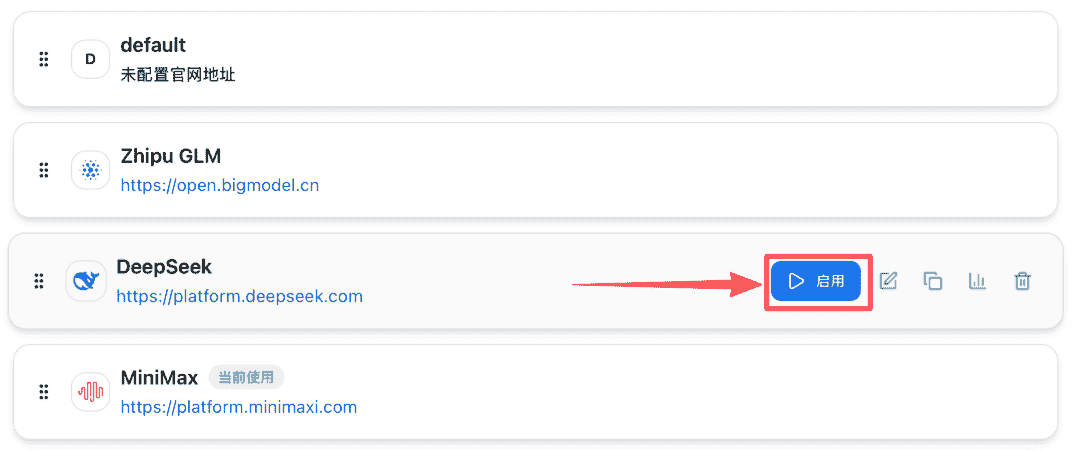 D
default
未配置官网地址
Zhipu GLM
https://open.bigmodel.cn
DeepSeek
https://platform.deepseek.com
启用
MiniMax 当前使用
https://platform.minimaxi.com